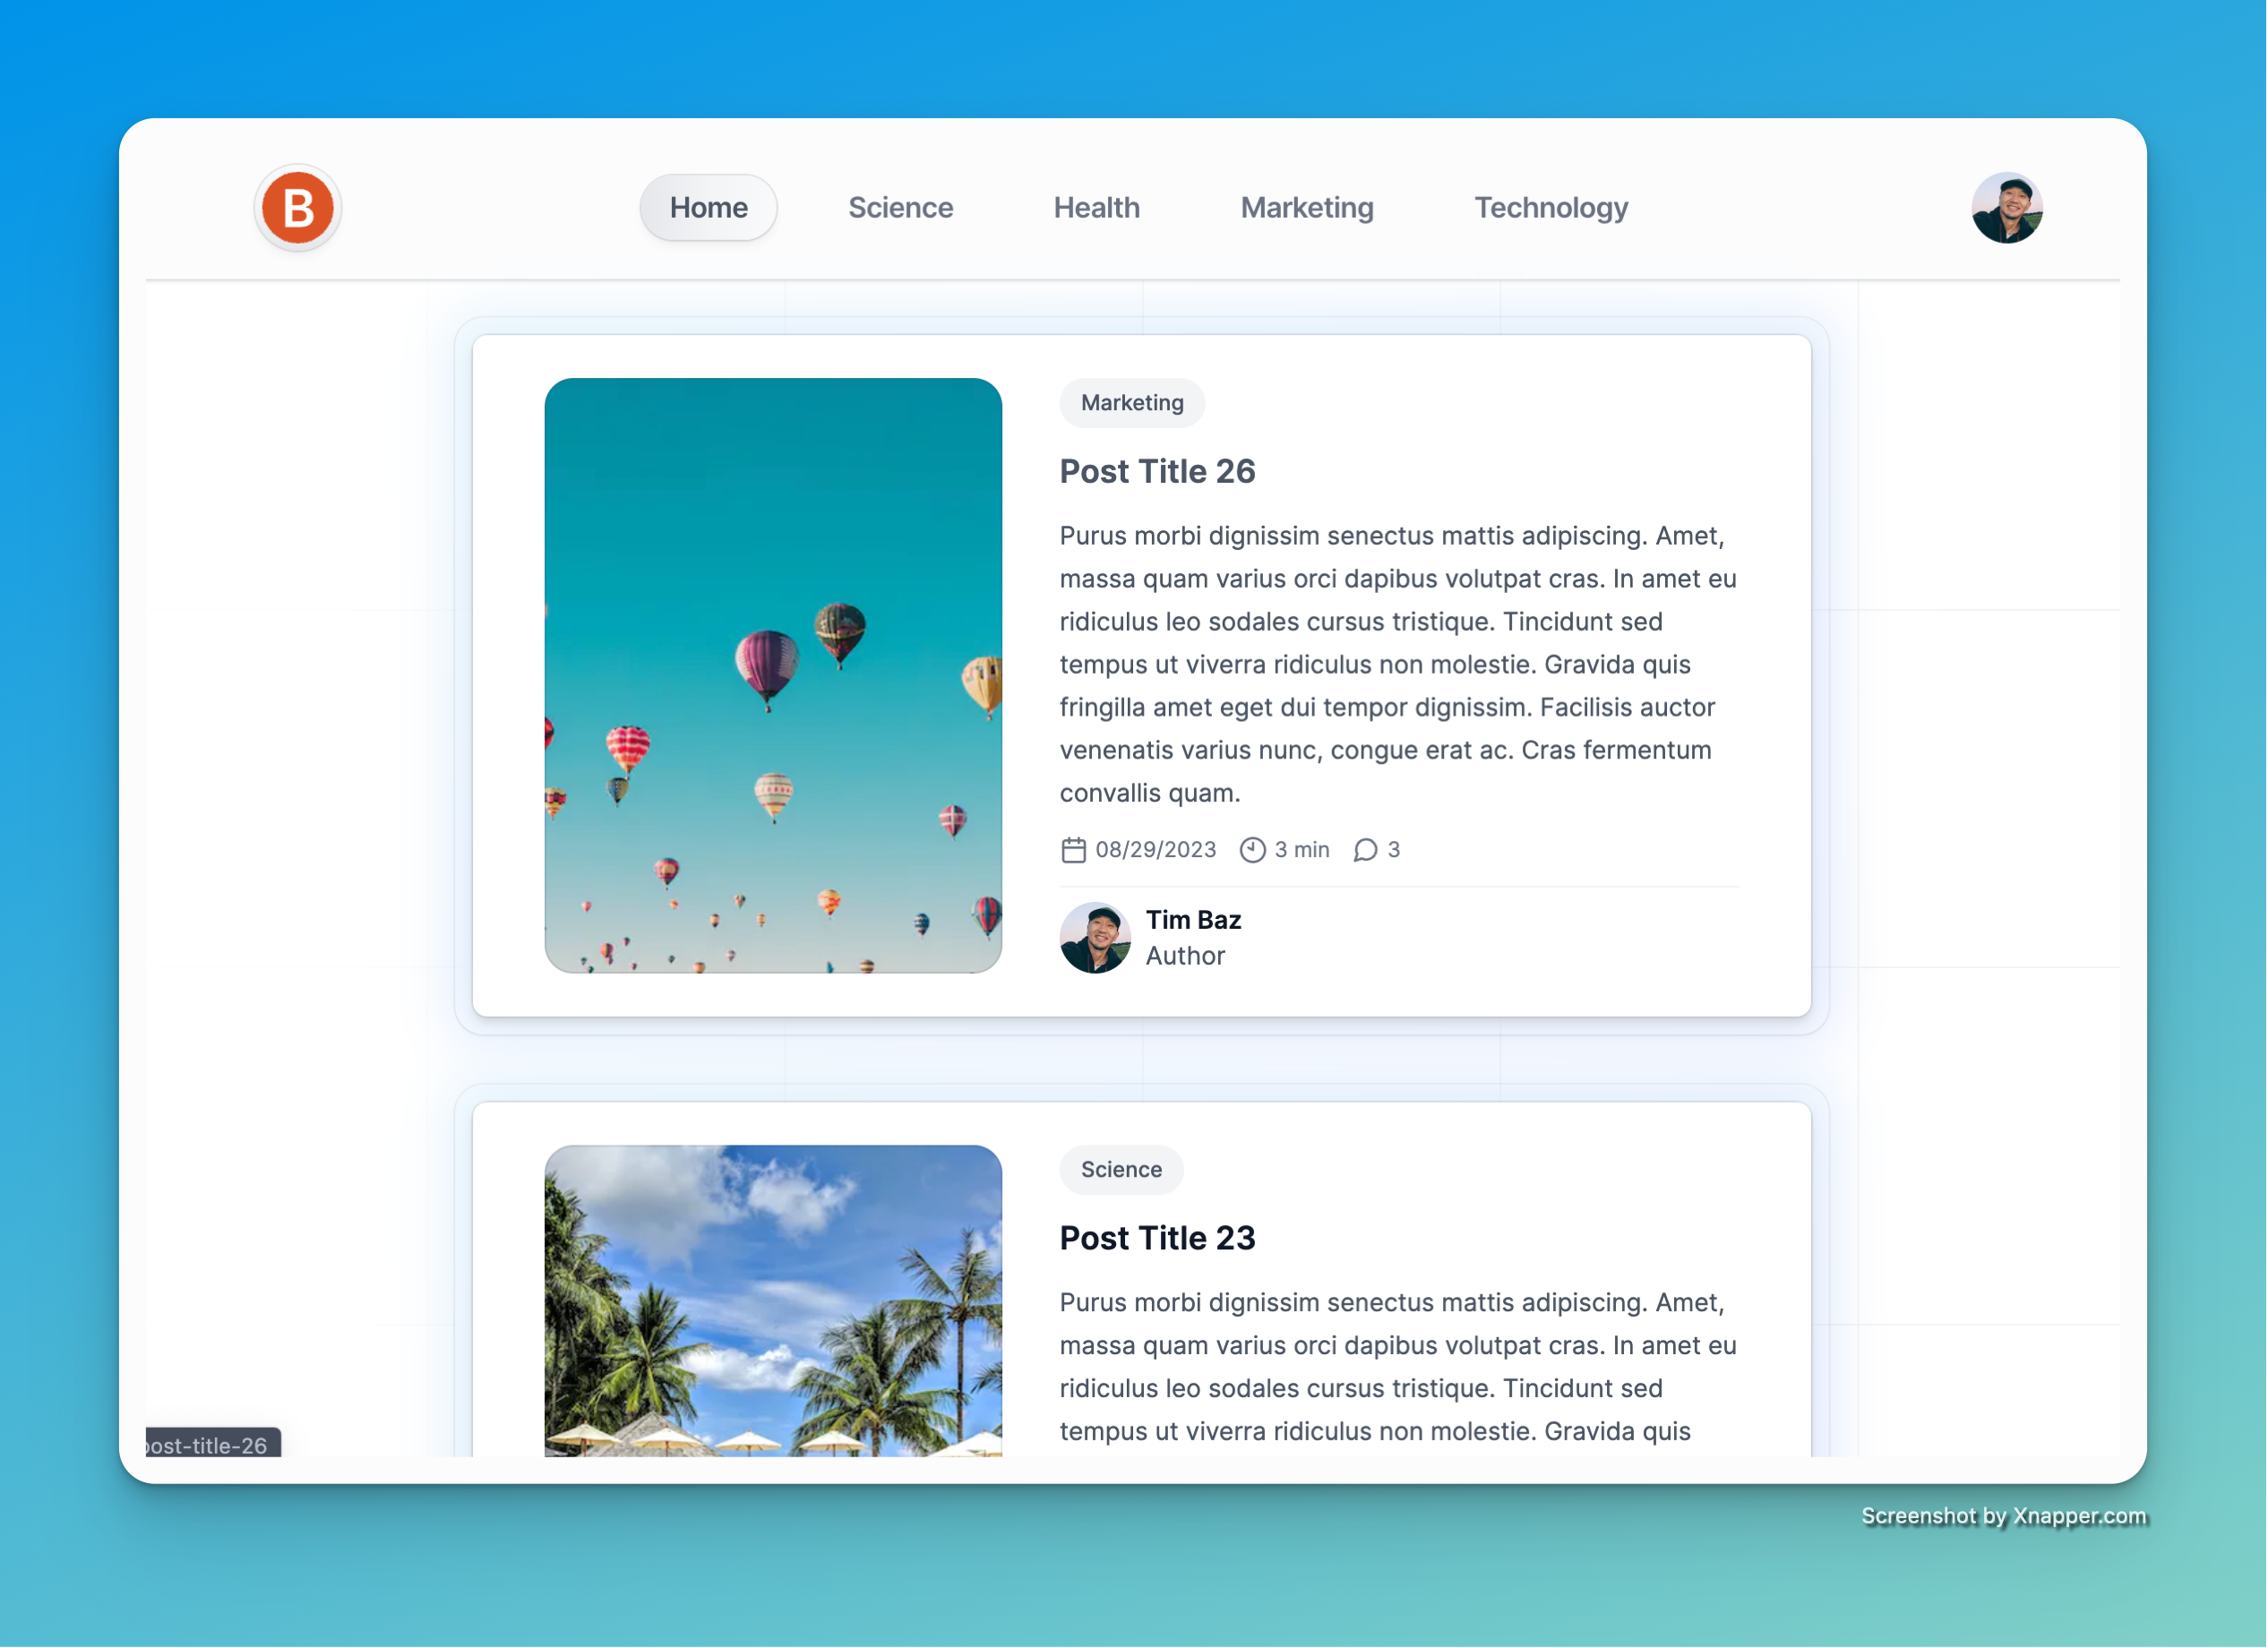 B
Home
Science
Health
Marketing
Technology
Marketing
Post Title 26
Purus morbi dignissim senectus mattis adipiscing. Amet,
massa quam varius orci dapibus volutpat cras. In amet eu
ridiculus leo sodales cursus tristique. Tincidunt sed
tempus ut viverra ridiculus non molestie. Gravida quis
fringilla amet eget dui tempor dignissim. Facilisis auctor
venenatis varius nunc, congue erat ac. Cras fermentum
convallis quam.
08/29/2023 3 min 3
Tim Baz
Author
Science
Post Title 23
Purus morbi dignissim senectus mattis adipiscing. Amet,
massa quam varius orci dapibus volutpat cras. In amet eu
ridiculus leo sodales cursus tristique. Tincidunt sed
tempus ut viverra ridiculus non molestie. Gravida quis
post-title-26
Screenshot by Xnapper.com